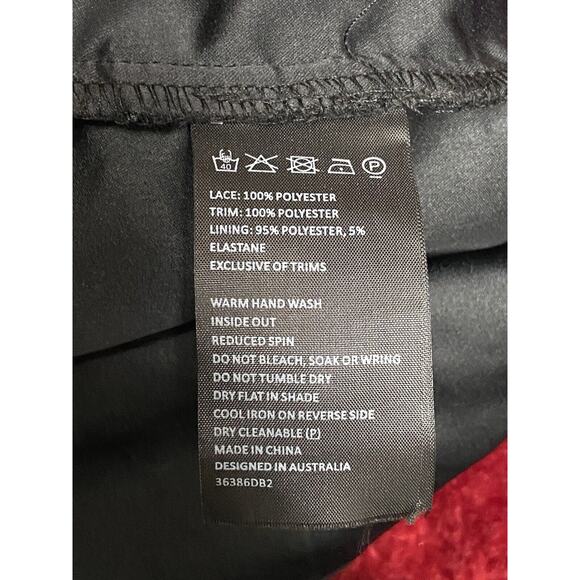 40 P
LACE: 100% POLYESTER
TRIM: 100% POLYESTER
LINING: 95% POLYESTER, 5%
ELASTANE
EXCLUSIVE OF TRIMS
WARM HAND WASH
INSIDE OUT
REDUCED SPIN
DO NOT BLEACH, SOAK OR WRING
DO NOT TUMBLE DRY
DRY FLAT IN SHADE
COOL IRON ON REVERSE SIDE
DRY CLEANABLE (P)
MADE IN CHINA
DESIGNED IN AUSTRALIA
36386DB2